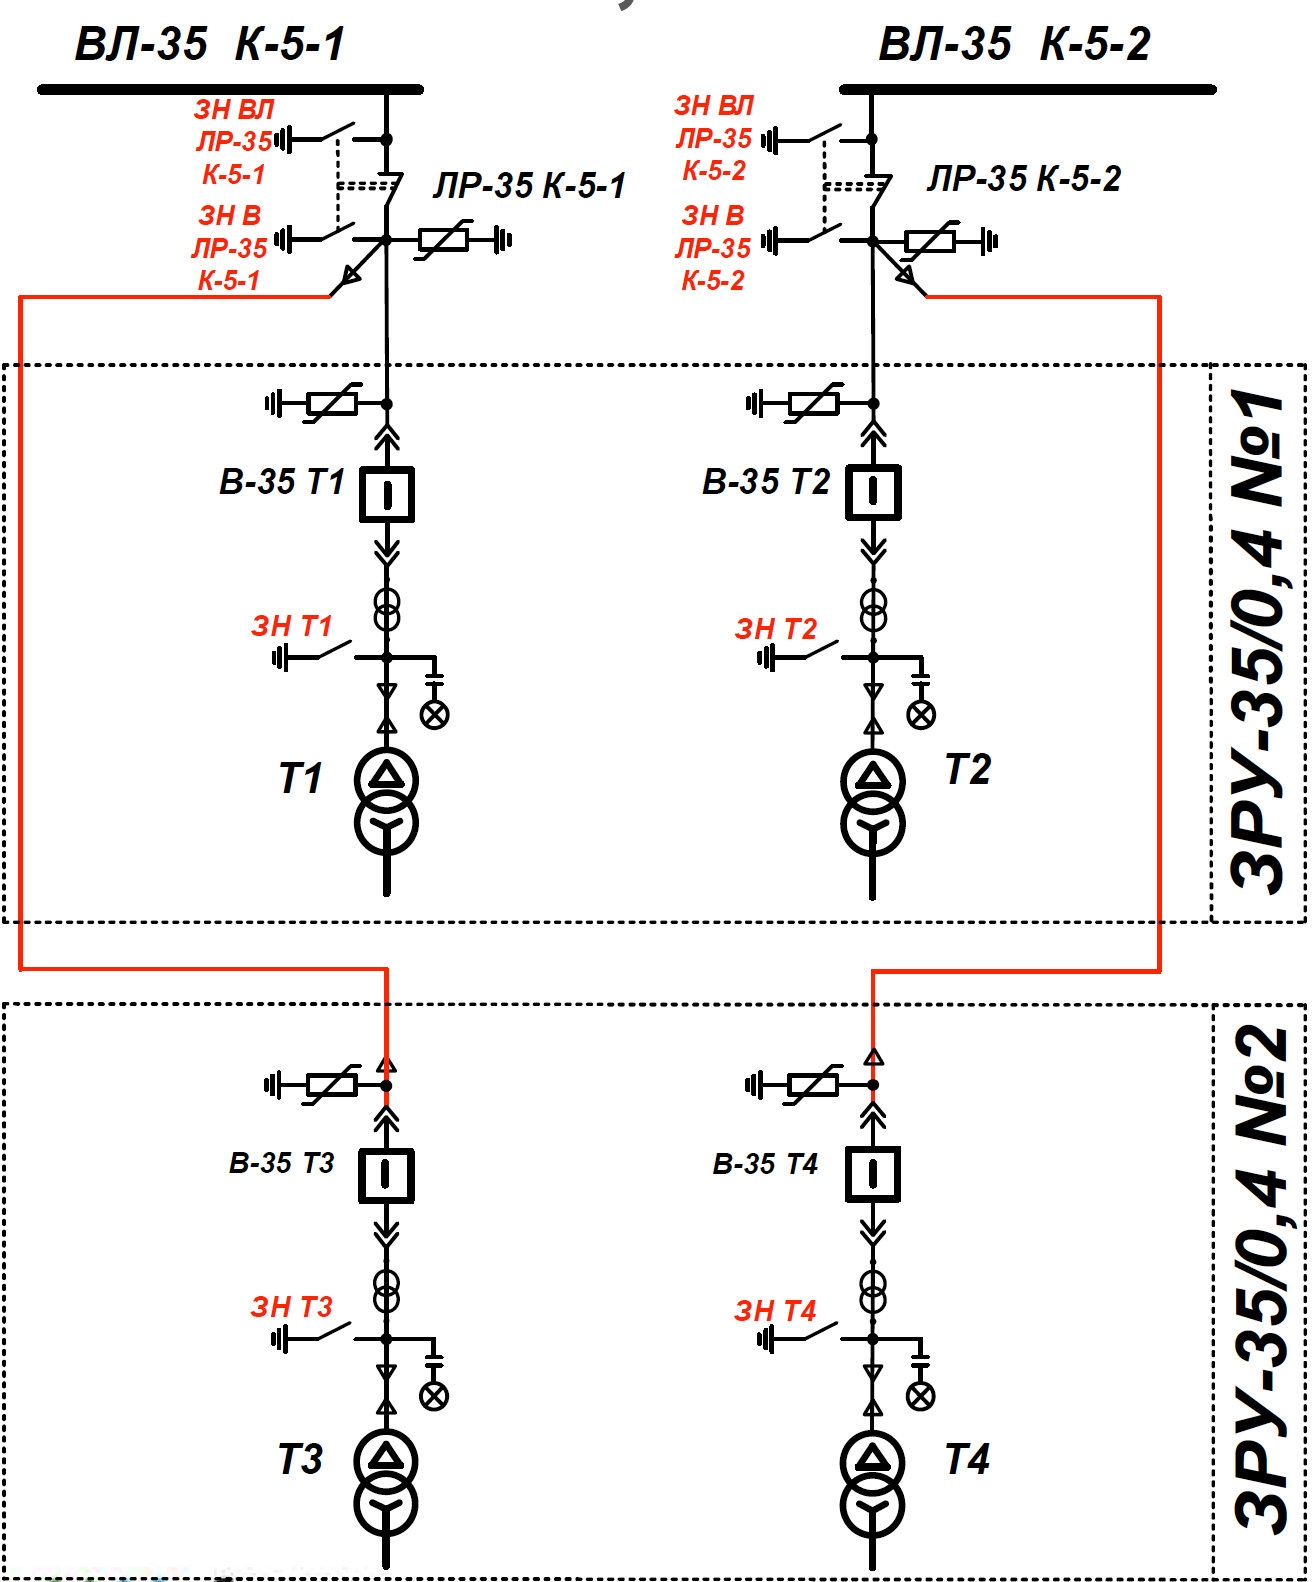 ВЛ-35 К-5-1
ВЛ-35 К-5-2
ЗН ВЛ
ЛР-35
К-5-1
ЗН ВЛ
ЛР-35
К-5-2
ЛР-35 К-5-1
ЛР-35 К-5-2
ЗН В
ЛР-35
К-5-1
ЗН В
ЛР-35
К-5-2
В-35 Т1
В-35 Т2
ЗН Т1
ЗН Т2
Т1
Т2
ЗРУ-35/0,4 №1
В-35 Т3
В-35 Т4
ЗН Т3
ЗН Т4
Т3
Т4
ЗРУ-35/0,4 №2